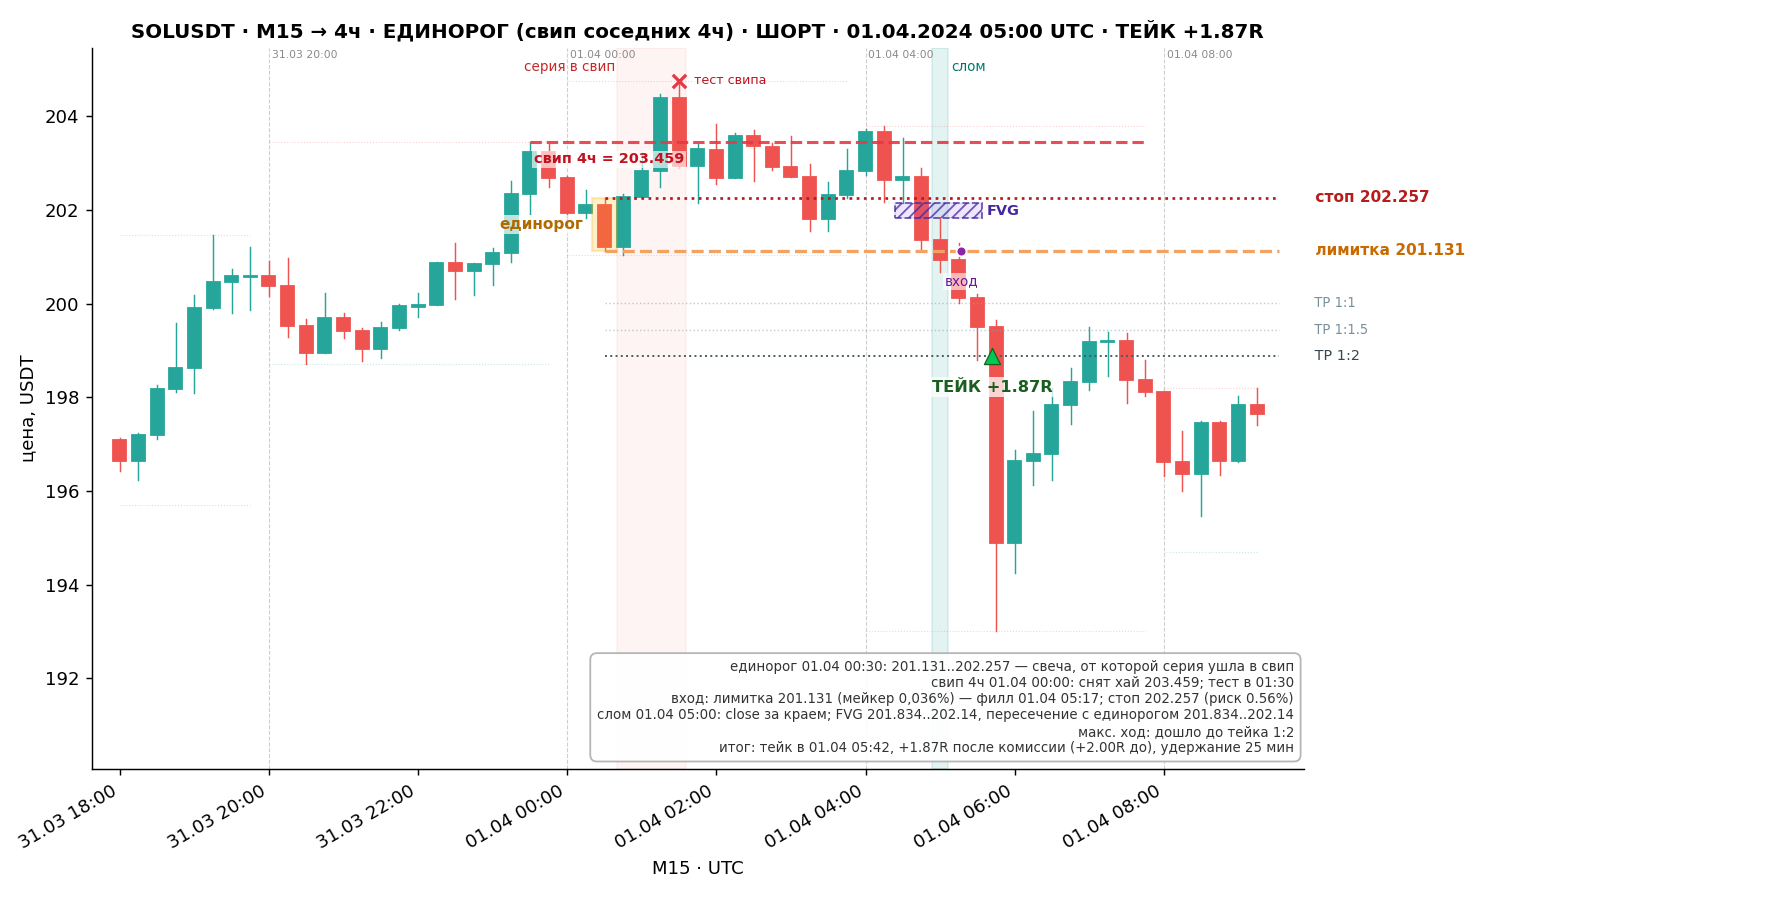 SOLUSDT · M15 → 4ч · ЕДИНОРОГ (свип соседних 4ч) · ШОРТ · 01.04.2024 05:00 UTC · ТЕЙК +1.87R
31.03 20:00
01.04 00:00
01.04 04:00
01.04 08:00
серия в свип
слом
тест свипа
204
свип 4ч = 203.459
стоп 202.257
202
FVG
единорог
лимитка 201.131
вход
200
TP 1:1
TP 1:1.5
TP 1:2
ТЕЙК +1.87R
198
196
194
192
цена, USDT
единорог 01.04 00:30: 201.131..202.257 — свеча, от которой серия ушла в свип
свип 4ч 01.04 00:00: снят хай 203.459; тест в 01:30
вход: лимитка 201.131 (мейкер 0,036%) — филл 01.04 05:17; стоп 202.257 (риск 0.56%)
слом 01.04 05:00: close за краем; FVG 201.834..202.14, пересечение с единорогом 201.834..202.14
макс. ход: дошло до тейка 1:2
итог: тейк в 01.04 05:42, +1.87R после комиссии (+2.00R до), удержание 25 мин
31.03 18:00
31.03 20:00
31.03 22:00
01.04 00:00
01.04 02:00
01.04 04:00
01.04 06:00
01.04 08:00
M15 · UTC